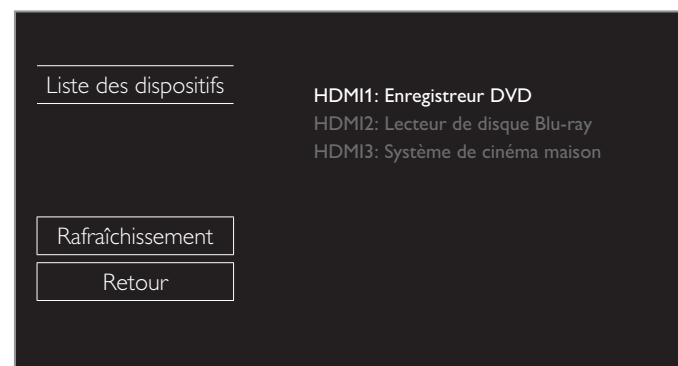 Liste des dispositifs
HDMI1: Enregistreur DVD
HDMI2: Lecteur de disque Blu-ray
HDMI3: Système de cinéma maison
Rafraîchissement
Retour